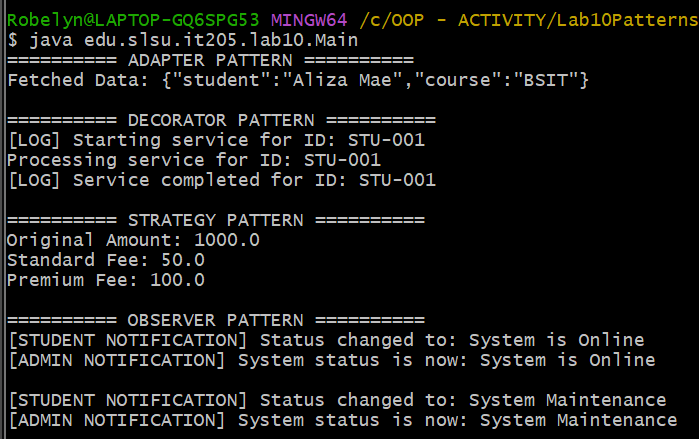 Robelyn@LAPTOP-GQ6SPG53 MINGW64 /c/OOP - ACTIVITY/Lab10Patterns
$ java edu.slsu.it205.lab10.Main
========== ADAPTER PATTERN ==========
Fetched Data: {"student":"Aliza Mae","course":"BSIT"}

========== DECORATOR PATTERN ==========
[LOG] Starting service for ID: STU-001
Processing service for ID: STU-001
[LOG] Service completed for ID: STU-001

========== STRATEGY PATTERN ==========
Original Amount: 1000.0
Standard Fee: 50.0
Premium Fee: 100.0

========== OBSERVER PATTERN ==========
[STUDENT NOTIFICATION] Status changed to: System is Online
[ADMIN NOTIFICATION] System status is now: System is Online

[STUDENT NOTIFICATION] Status changed to: System Maintenance
[ADMIN NOTIFICATION] System status is now: System Maintenance